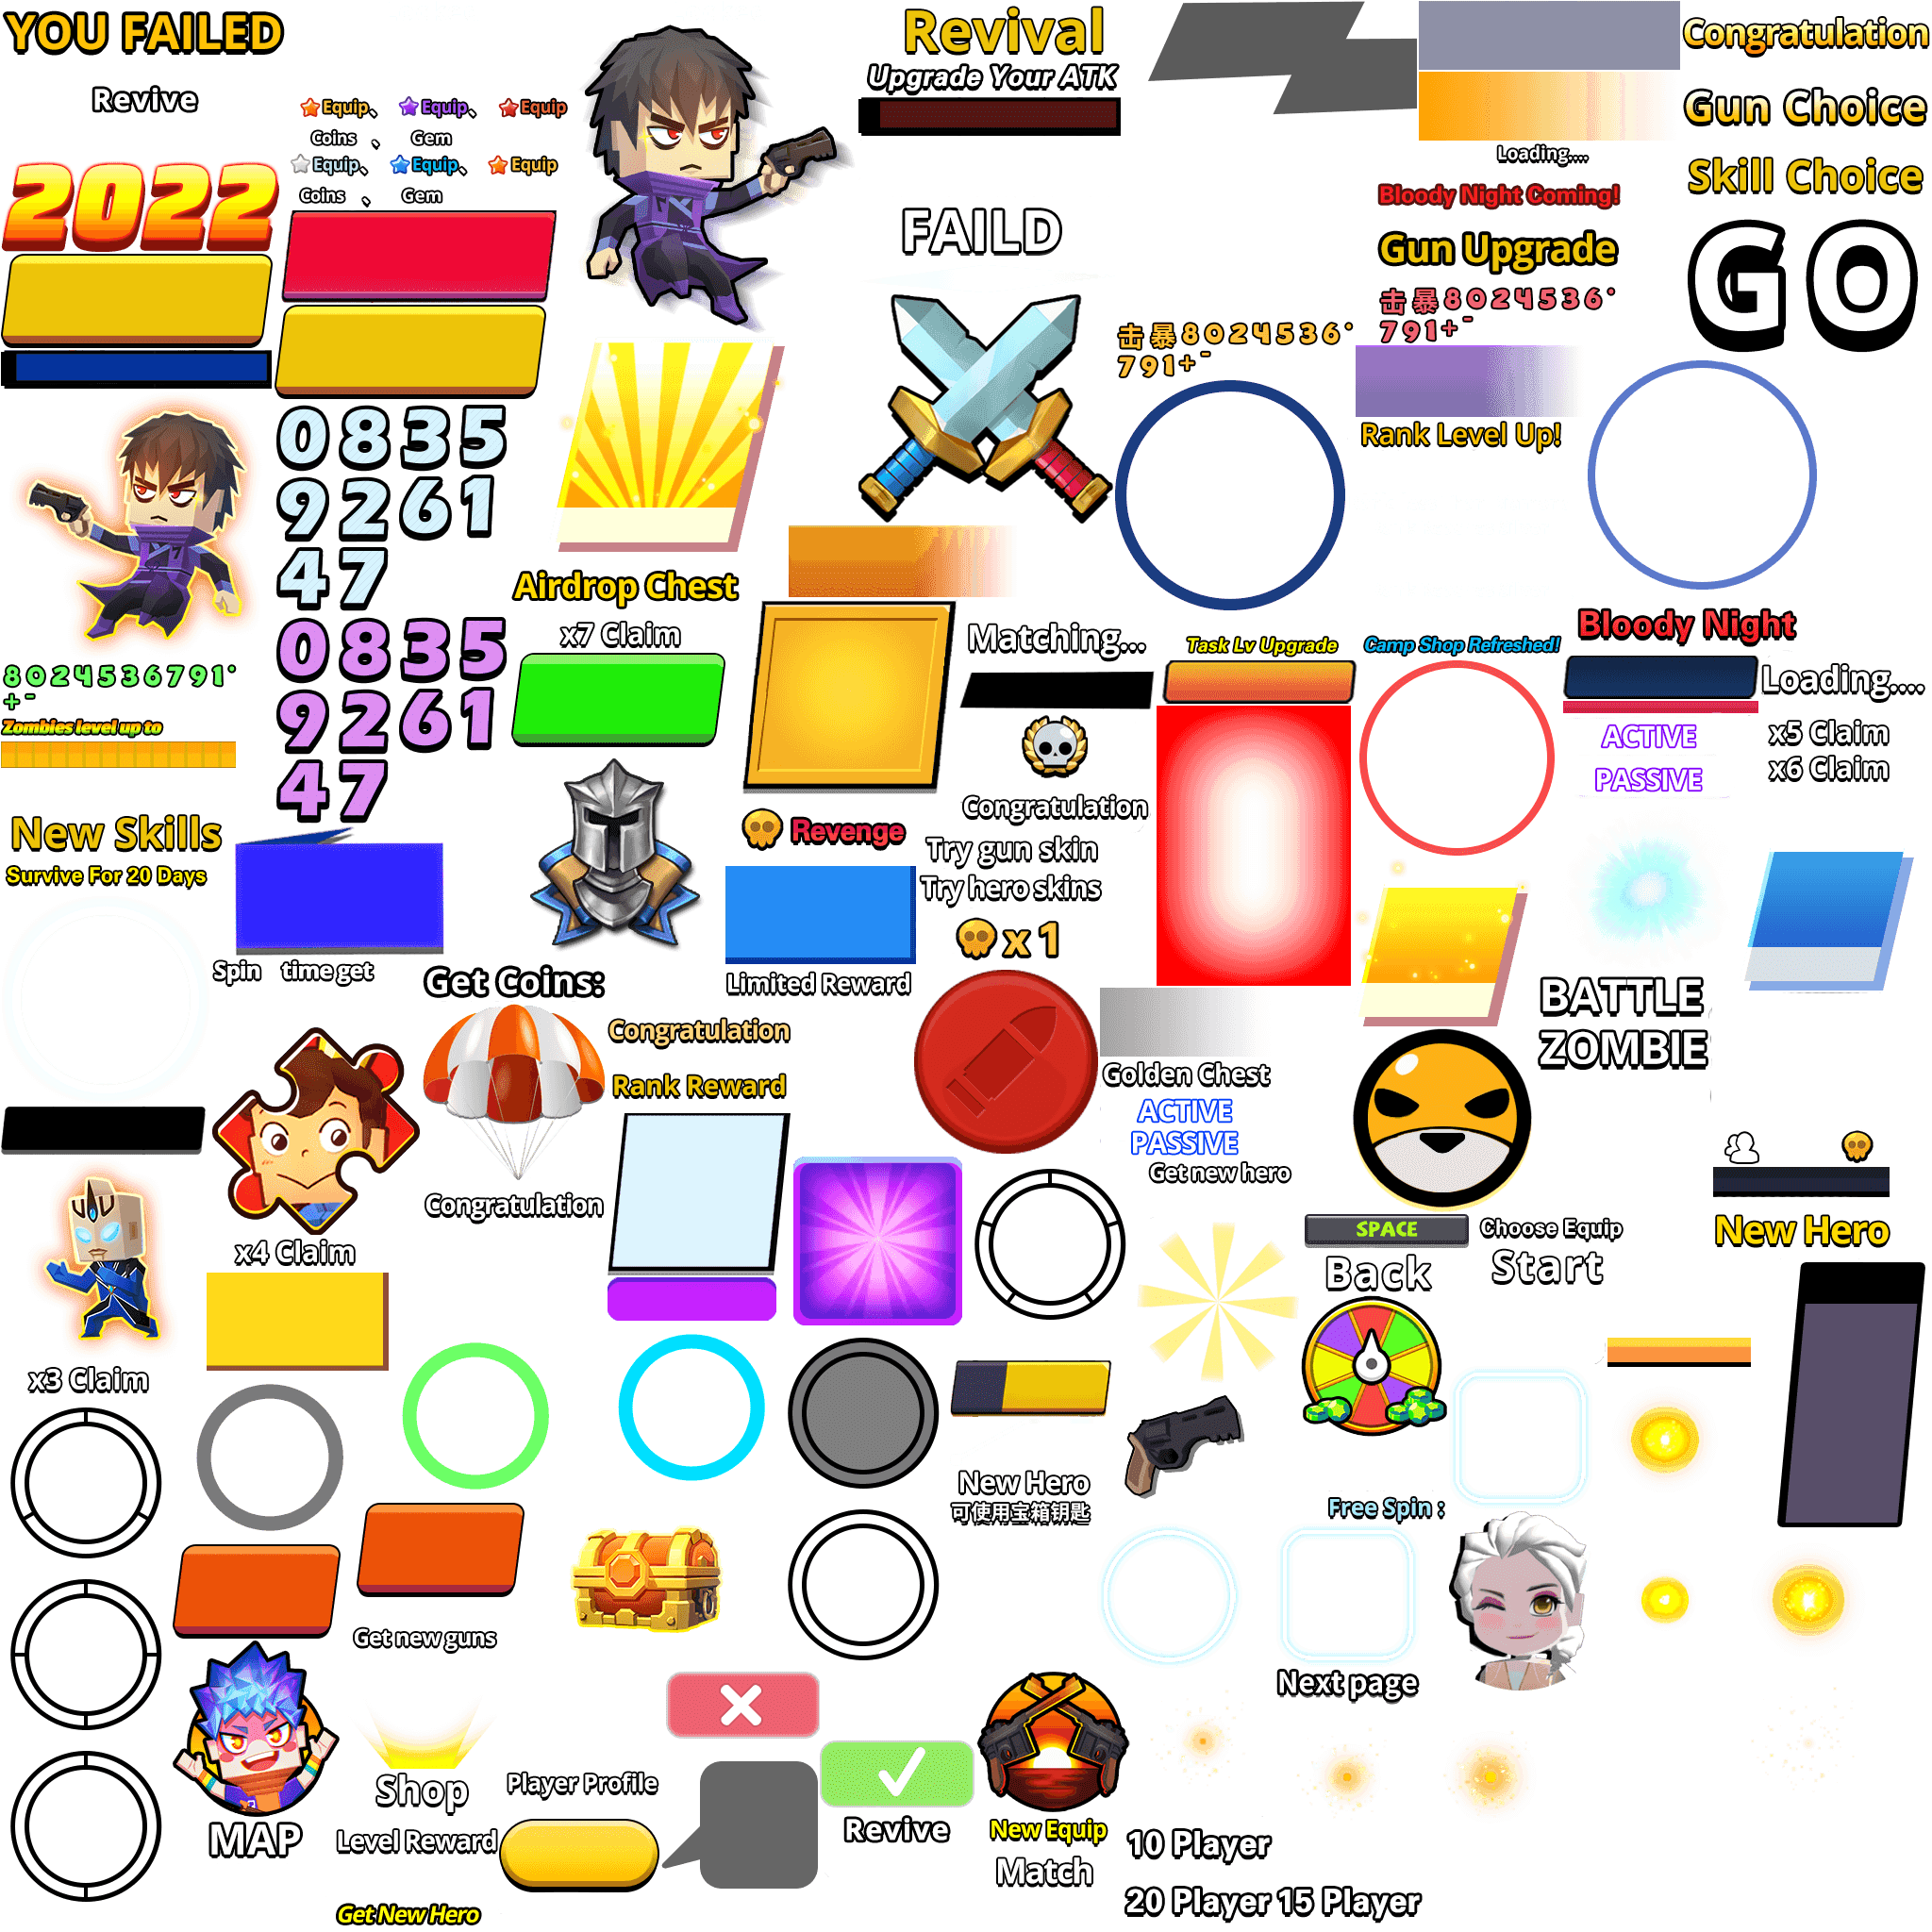 YOU FAILED
Revive
Equip、 Equip、 Equip
Coins 、 Gem
Equip、 Equip、 Equip
Coins 、 Gem
2022
Revival
Upgrade Your ATK
FAILD
Loading....
Bloody Night Coming!
Gun Upgrade
击暴8024536·
791+-
Congratulation
Gun Choice
Skill Choice
GO
击暴8024536·
791+-
Rank Level Up!
0835
9261
47
0835
9261
47
8024536791·
+-
Zombies level up to
Airdrop Chest
x7 Claim
Matching...
Task Lv Upgrade
Camp Shop Refreshed!
Bloody Night
Loading....
ACTIVE
PASSIVE
x5 Claim
x6 Claim
New Skills
Survive For 20 Days
Revenge
Congratulation
Try gun skin
Try hero skins
x 1
Spin time get
Get Coins:
Limited Reward
Congratulation
Rank Reward
Golden Chest
ACTIVE
PASSIVE
Get new hero
BATTLE
ZOMBIE
Congratulation
x4 Claim
SPACE
Back
Choose Equip
Start
New Hero
x3 Claim
New Hero
可使用宝箱钥匙
Free Spin :
Get new guns
Next page
MAP
Shop
Level Reward
Get New Hero
Player Profile
Revive
New Equip
Match
10 Player
20 Player 15 Player